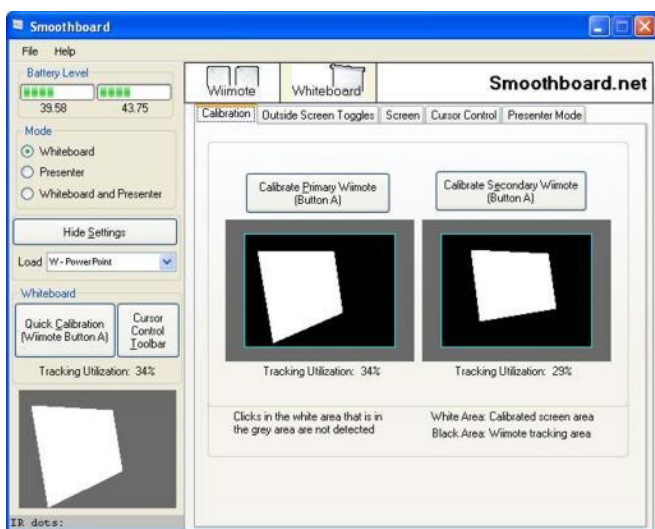 Smoothboard
File Help
Battery Level
39.58 43.75
Mode
Whiteboard
Presenter
Whiteboard and Presenter
Hide Settings
Load W - PowerPoint
Whiteboard
Quick Calibration
(Wiimote Button A)
Cursor
Control
Toolbar
Tracking Utilization: 34%
IR dots:
Wiimote Whiteboard Smoothboard.net
Calibration Outside Screen Toggles Screen Cursor Control Presenter Mode
Calibrate Primary Wiimote
(Button A)
Calibrate Secondary Wiimote
(Button A)
Tracking Utilization: 34% Tracking Utilization: 29%
Clicks in the white area that is in
the grey area are not detected
White Area: Calibrated screen area
Black Area: Wiimote tracking area